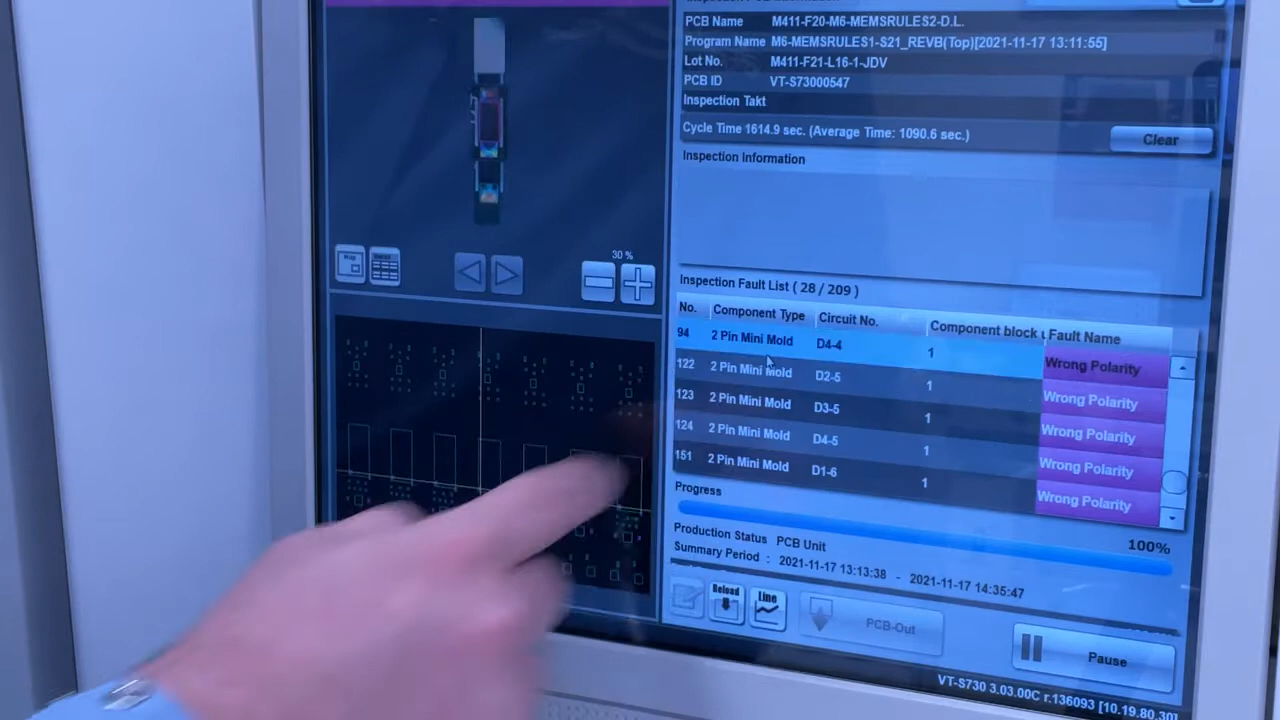 PCB Name M411-F20-M6-MEMSRULES2-D.L.
Program Name M6-MEMSRULES1-S21_REVB(Top)[2021-11-17 13:11:55]
Lot No. M411-F21-L16-1-JDV
PCB ID VT-S73000547
Inspection Takt
Cycle Time 1614.9 sec. (Average Time: 1090.6 sec.)
Clear
Inspection Information
30 %
Inspection Fault List ( 28 / 209 )
No. Component Type Circuit No. Component block Fault Name
94 2 Pin Mini Mold D4-4 1 Wrong Polarity
122 2 Pin Mini Mold D2-5 1 Wrong Polarity
123 2 Pin Mini Mold D3-5 1 Wrong Polarity
124 2 Pin Mini Mold D4-5 1 Wrong Polarity
151 2 Pin Mini Mold D1-6 1 Wrong Polarity
Progress
100%
Production Status PCB Unit
Summary Period : 2021-11-17 13:13:38 - 2021-11-17 14:35:47
Reload Line PCB-Out Pause
VT-S730 3.03.00C r.136093 [10.19.80.30]